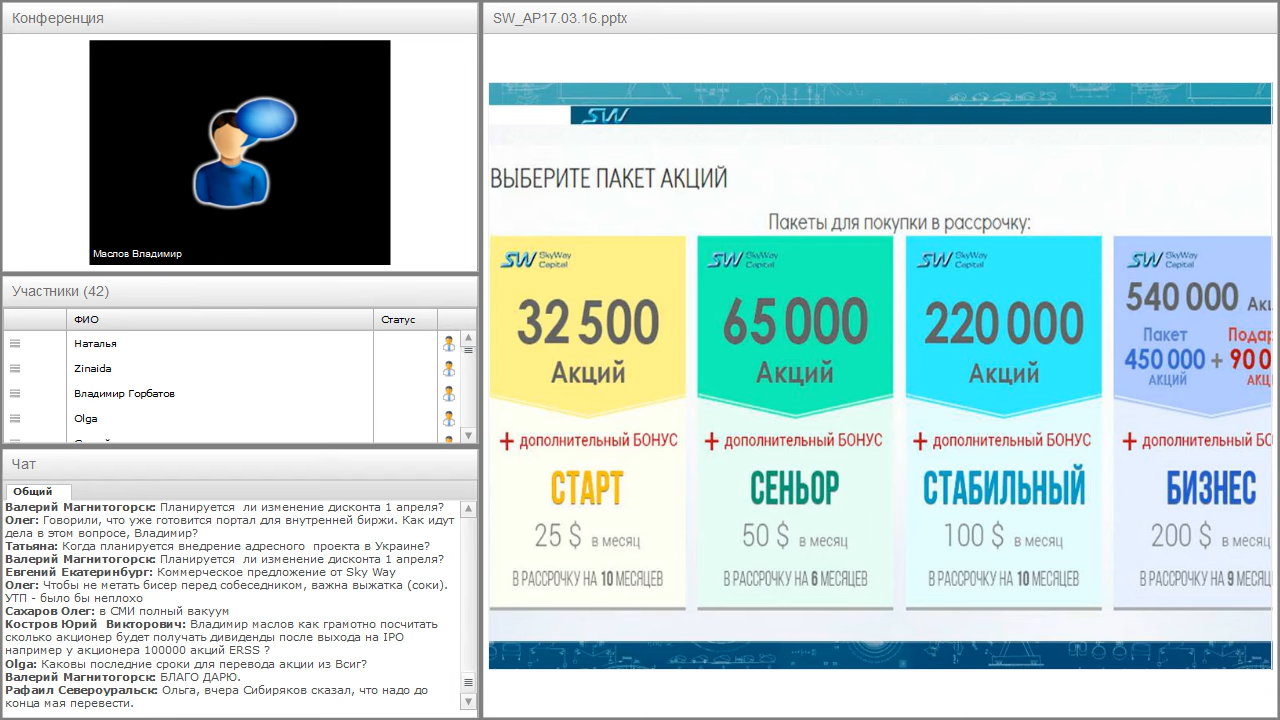 Конференция
Маслов Владимир
Участники (42)
ФИО
Статус
Наталья
Zinaida
Владимир Горбатов
Olga
Чат
Общий
Валерий Магнитогорск: Планируется ли изменение дисконта 1 апреля?
Олег: Говорили, что уже готовится портал для внутренней биржи. Как идут
дела в этом вопросе, Владимир?
Татьяна: Когда планируется внедрение адресного проекта в Украине?
Валерий Магнитогорск: Планируется ли изменение дисконта 1 апреля?
Евгений Екатеринбург: Коммерческое предложение от Sky Way
Олег: Чтобы не метать бисер перед собеседником, важна выжатка (соки).
УТП - было бы неплохо
Сахаров Олег: в СМИ полный вакуум
Костров Юрий Викторович: Владимир маслов как грамотно посчитать
сколько акционер будет получать дивиденды после выхода на IPO
например у акционера 100000 акций ERSS ?
Olga: Каковы последние сроки для перевода акции из Всиг?
Валерий Магнитогорск: БЛАГО ДАРЮ.
Рафаил Североуральск: Ольга, вчера Сибиряков сказал, что надо до
конца мая перевести.
SW_AP17.03.16.pptx
SW
ВЫБЕРИТЕ ПАКЕТ АКЦИЙ
Пакеты для покупки в рассрочку:
SW SkyWay Capital
32 500
Акций
+ дополнительный БОНУС
СТАРТ
25 $ в месяц
В РАССРОЧКУ НА 10 МЕСЯЦЕВ
SW SkyWay Capital
65 000
Акций
+ дополнительный БОНУС
СЕНЬОР
50 $ в месяц
В РАССРОЧКУ НА 6 МЕСЯЦЕВ
SW SkyWay Capital
220 000
Акций
+ дополнительный БОНУС
СТАБИЛЬНЫЙ
100 $ в месяц
В РАССРОЧКУ НА 10 МЕСЯЦЕВ
SW SkyWay Capital
540 000 Акц
Пакет Подар
450 000 + 90 0
АКЦИЙ АКЦ
+ дополнительный БО
БИЗНЕС
200 $ в месяц
В РАССРОЧКУ НА 9 МЕСЯЦ